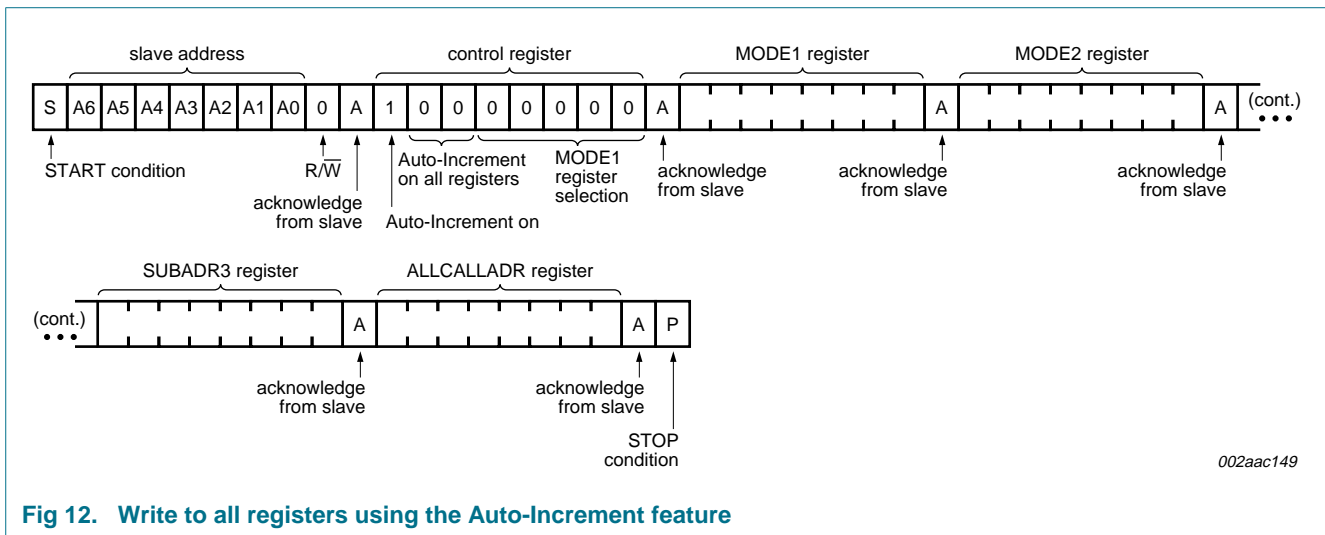 slave address control register MODE1 register MODE2 register
S A6 A5 A4 A3 A2 A1 A0 0 A 1 0 0 0 0 0 0 0 A A A (cont.)
START condition R/W̅ Auto-Increment on all registers MODE1 register selection acknowledge from slave acknowledge from slave acknowledge from slave
acknowledge from slave Auto-Increment on
SUBADR3 register ALLCALLADR register
(cont.) A A P
acknowledge from slave acknowledge from slave
STOP condition
002aac149
Fig 12. Write to all registers using the Auto-Increment feature